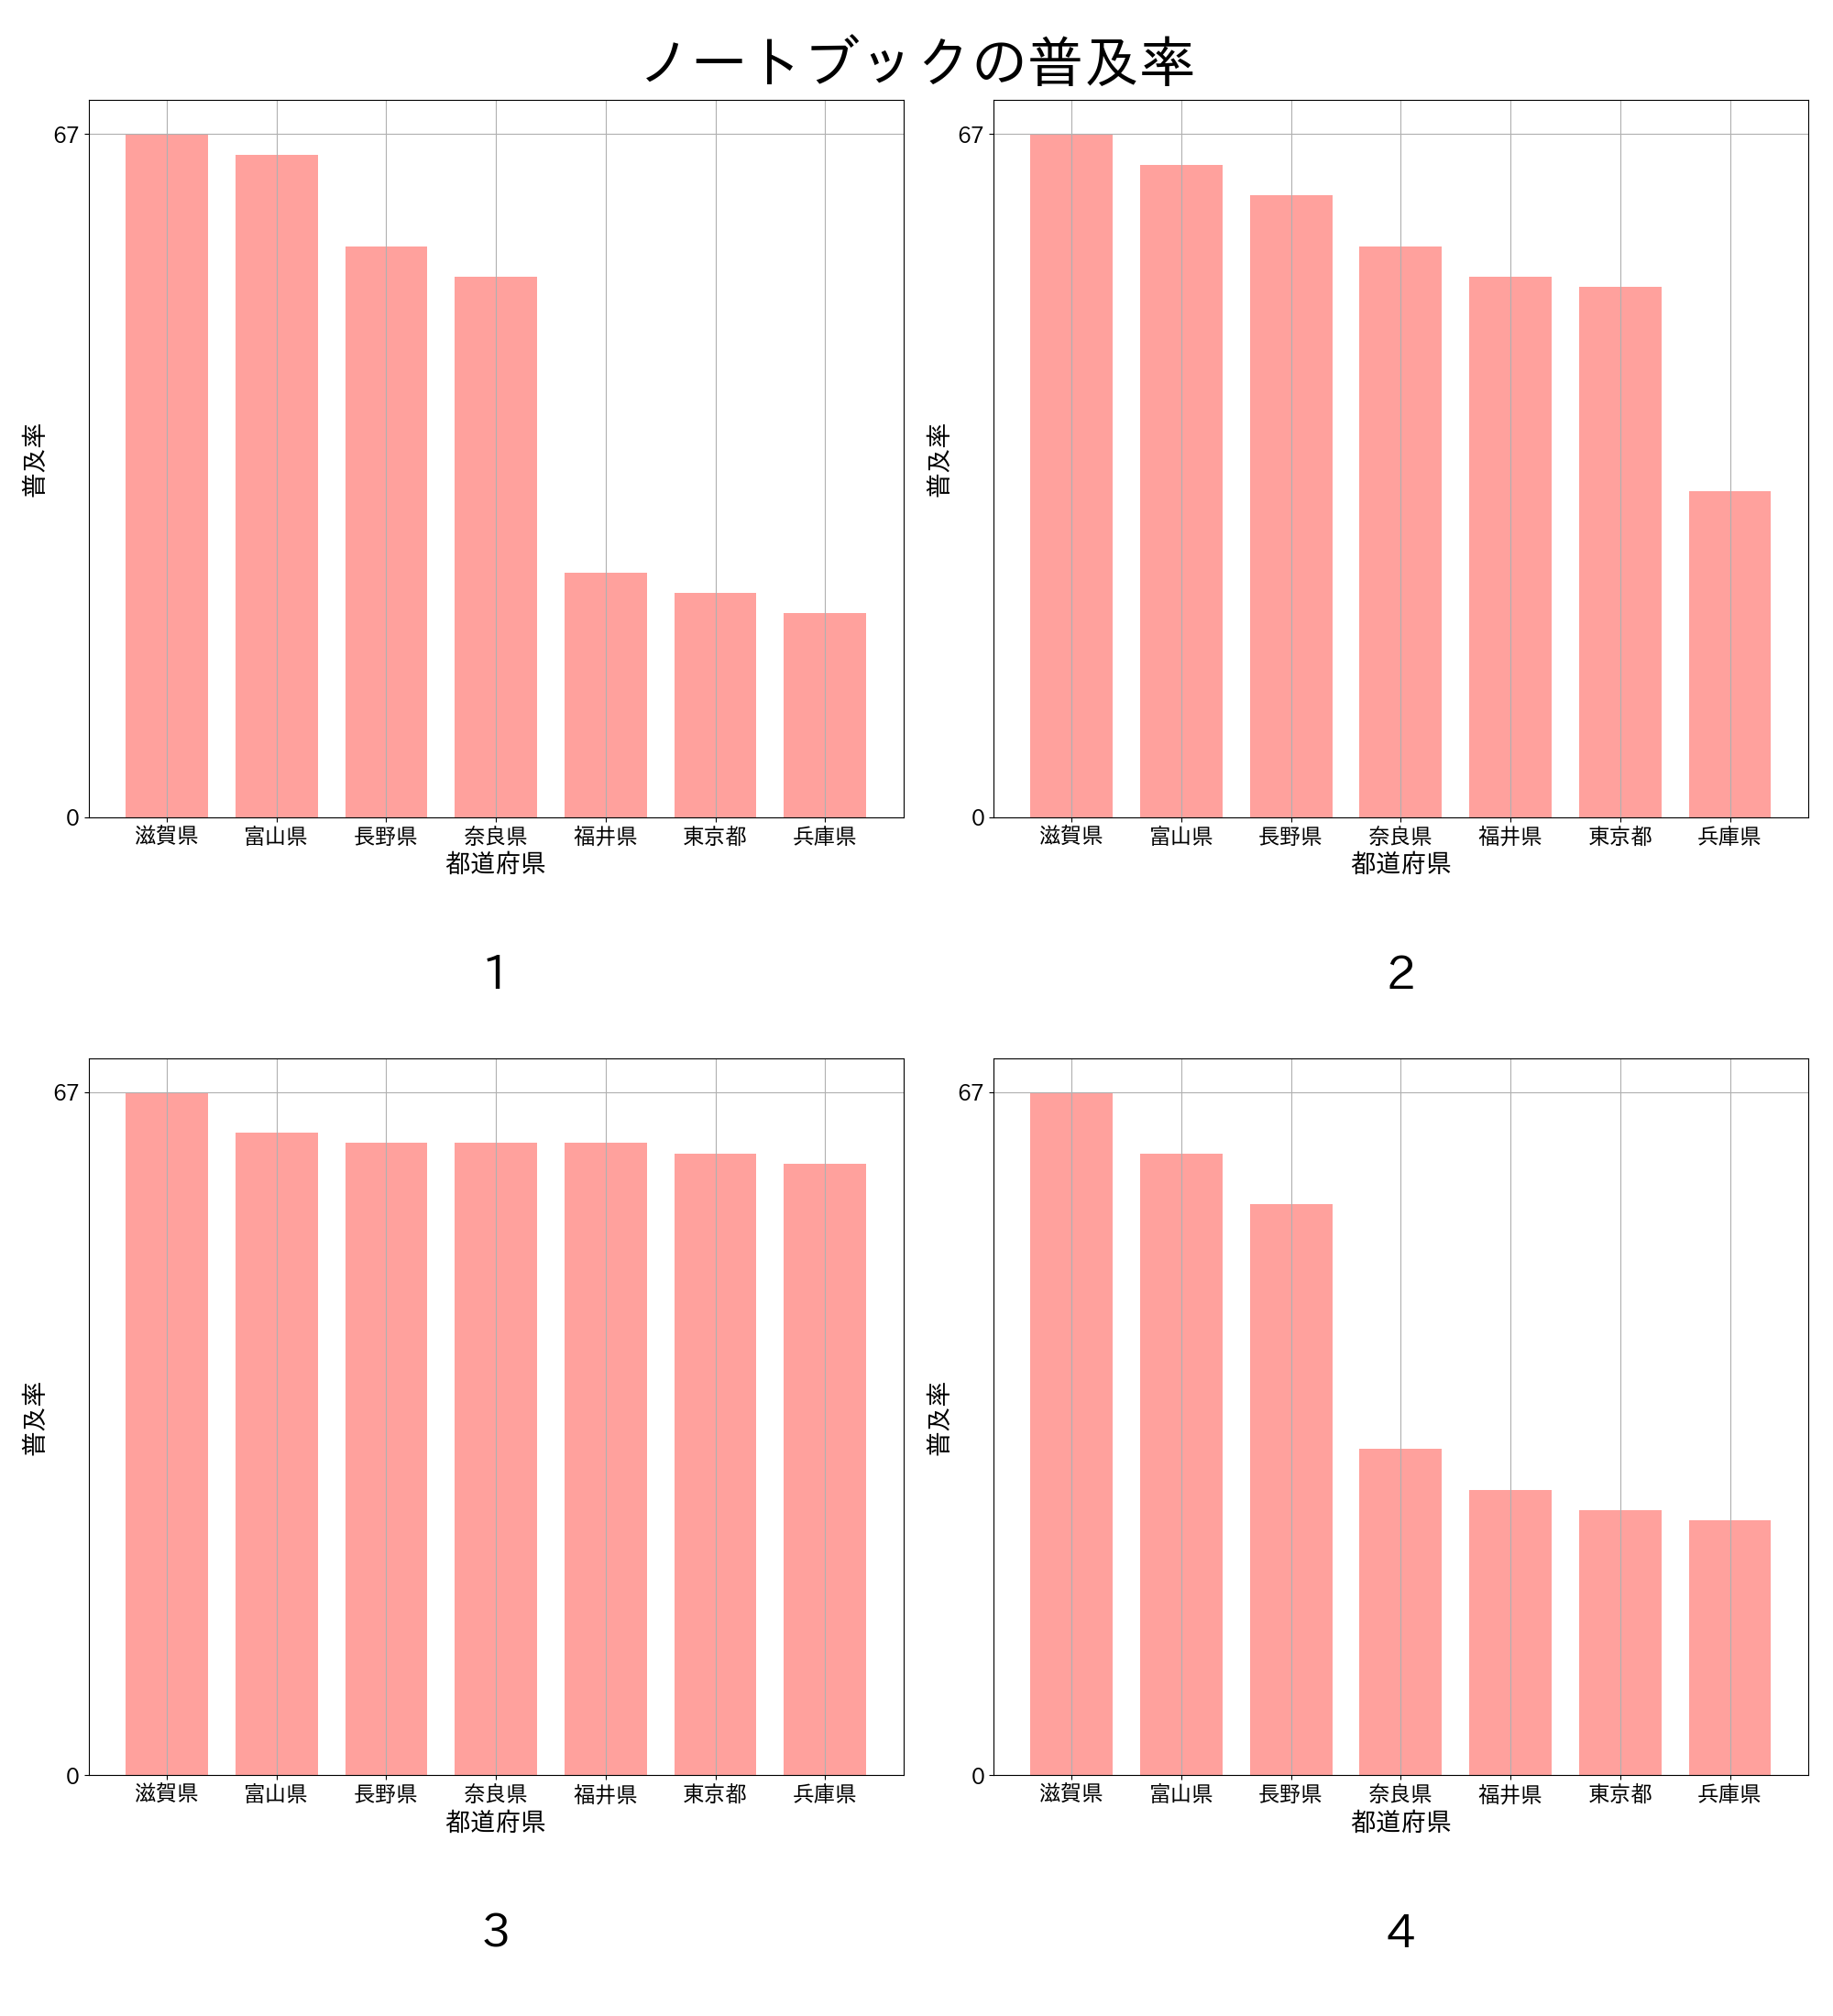 ノートブックの普及率
67
0
普及率
滋賀県 富山県 長野県 奈良県 福井県 東京都 兵庫県
都道府県
1
67
0
普及率
滋賀県 富山県 長野県 奈良県 福井県 東京都 兵庫県
都道府県
2
67
0
普及率
滋賀県 富山県 長野県 奈良県 福井県 東京都 兵庫県
都道府県
3
67
0
普及率
滋賀県 富山県 長野県 奈良県 福井県 東京都 兵庫県
都道府県
4